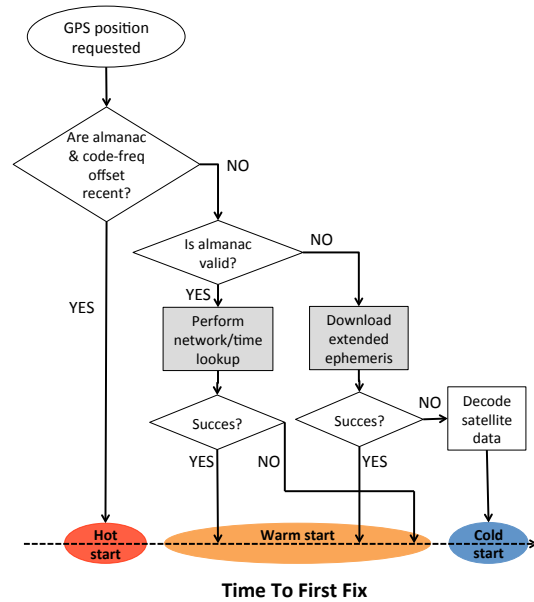 GPS position
requested
Are almanac
& code-freq
offset
recent?
NO
Is almanac
valid?
NO
YES
YES
Perform
network/time
lookup
Download
extended
ephemeris
Succes?
Succes?
NO
Decode
satellite
data
YES
NO
YES
Hot
start
Warm start
Cold
start
Time To First Fix